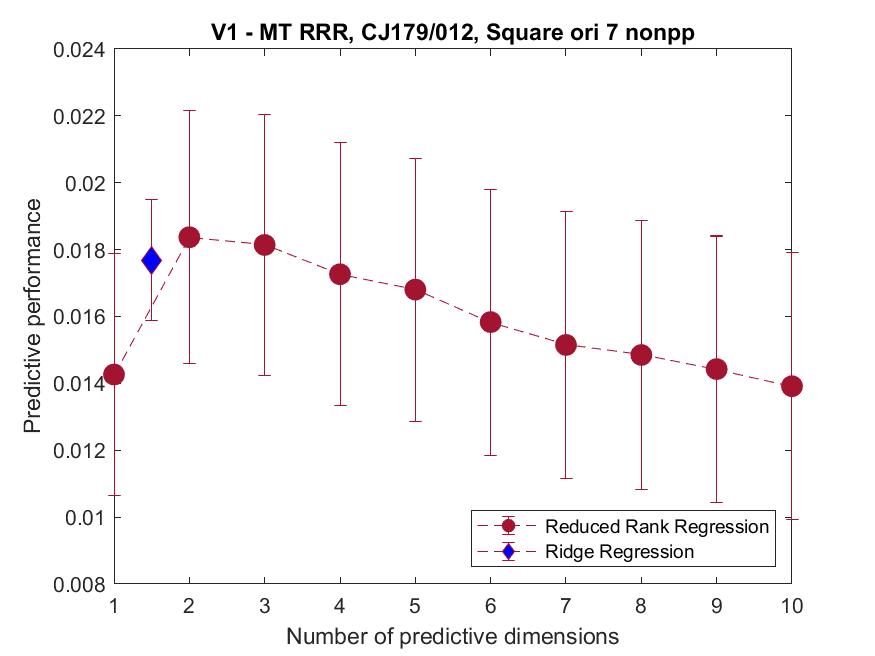 V1 - MT RRR, CJ179/012, Square ori 7 nonpp
0.024
0.022
0.02
0.018
0.016
0.014
0.012
0.01
0.008
Predictive performance
1 2 3 4 5 6 7 8 9 10
Number of predictive dimensions
Reduced Rank Regression
Ridge Regression